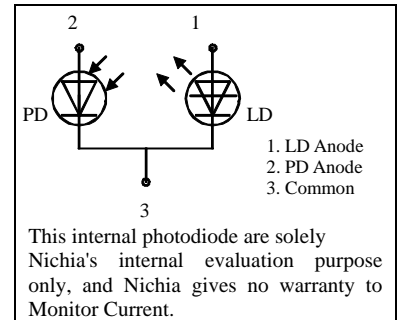 2 1
PD LD
1. LD Anode
2. PD Anode
3. Common
3
This internal photodiode are solely
Nichia's internal evaluation purpose
only, and Nichia gives no warranty to
Monitor Current.